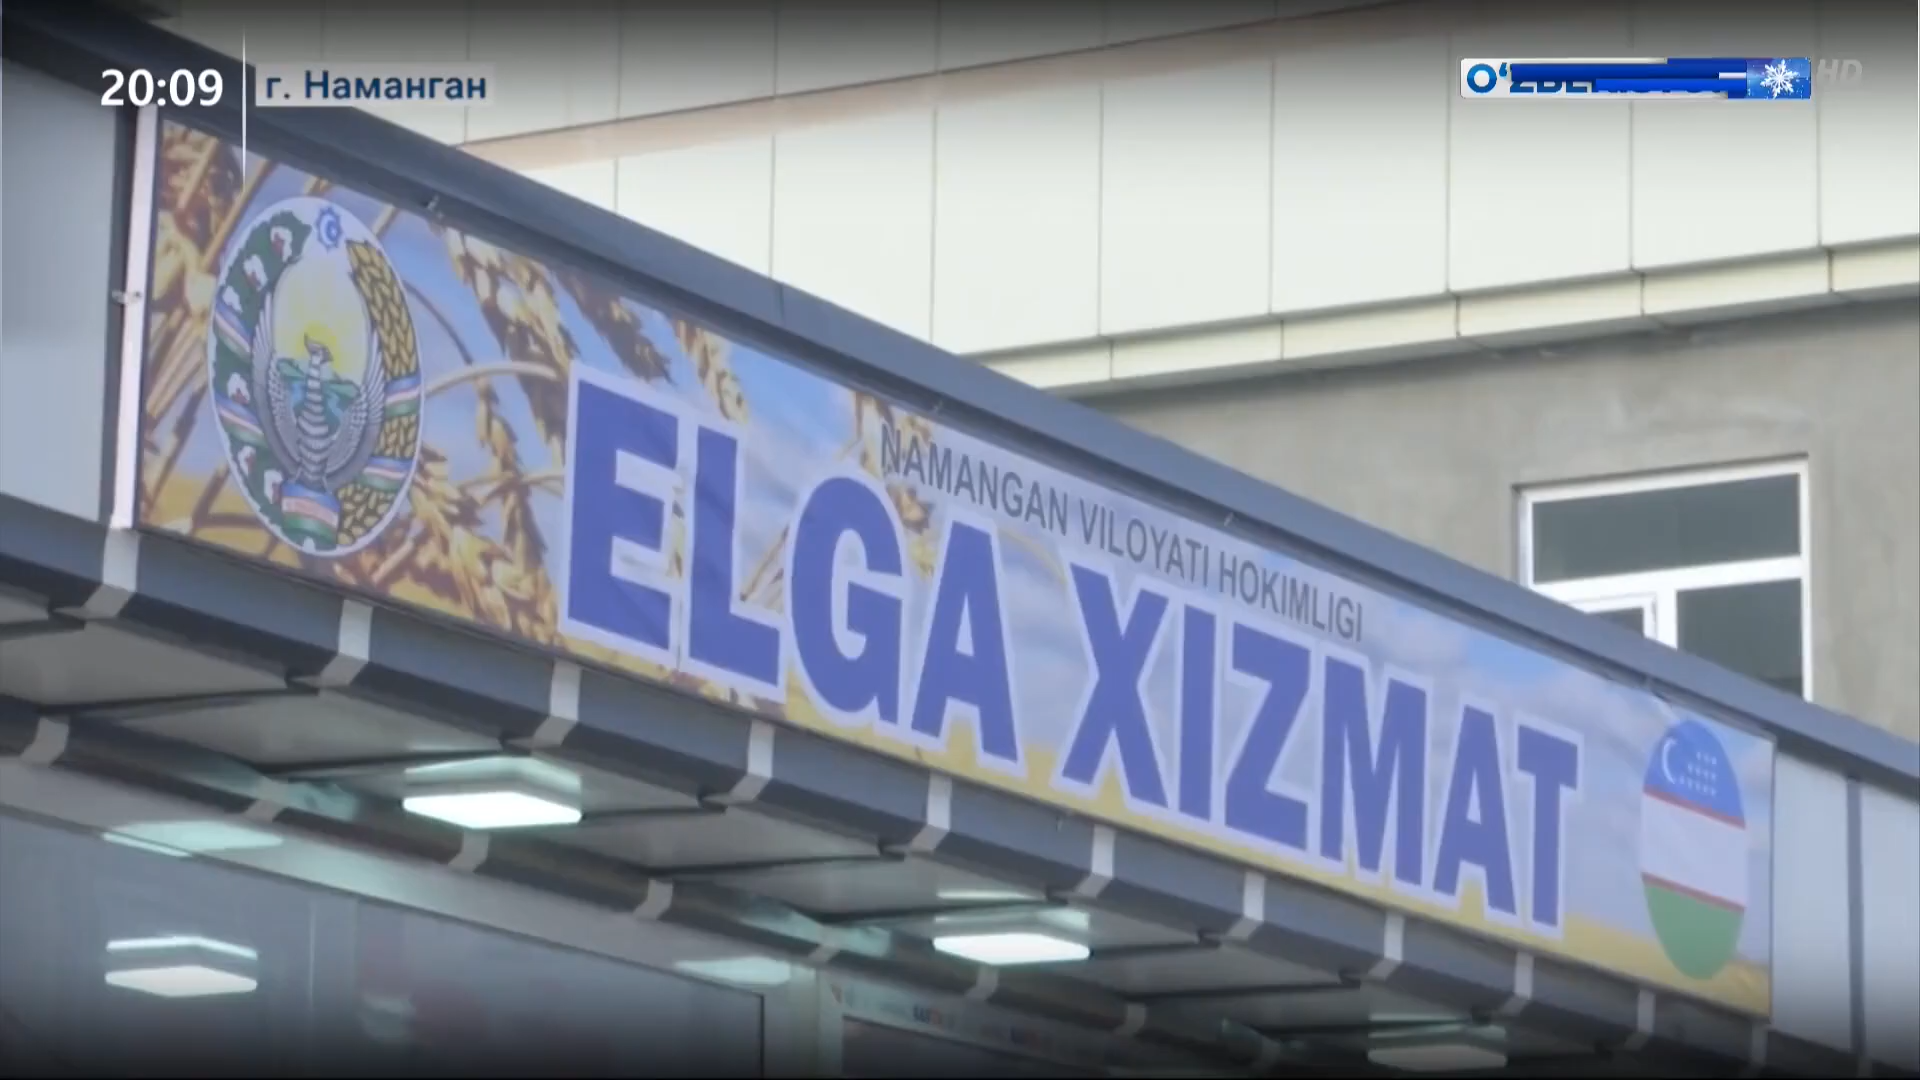 20:09
г. Наманган
HD
NAMANGAN VILOYATI HOKIMLIGI
ELGA XIZMAT